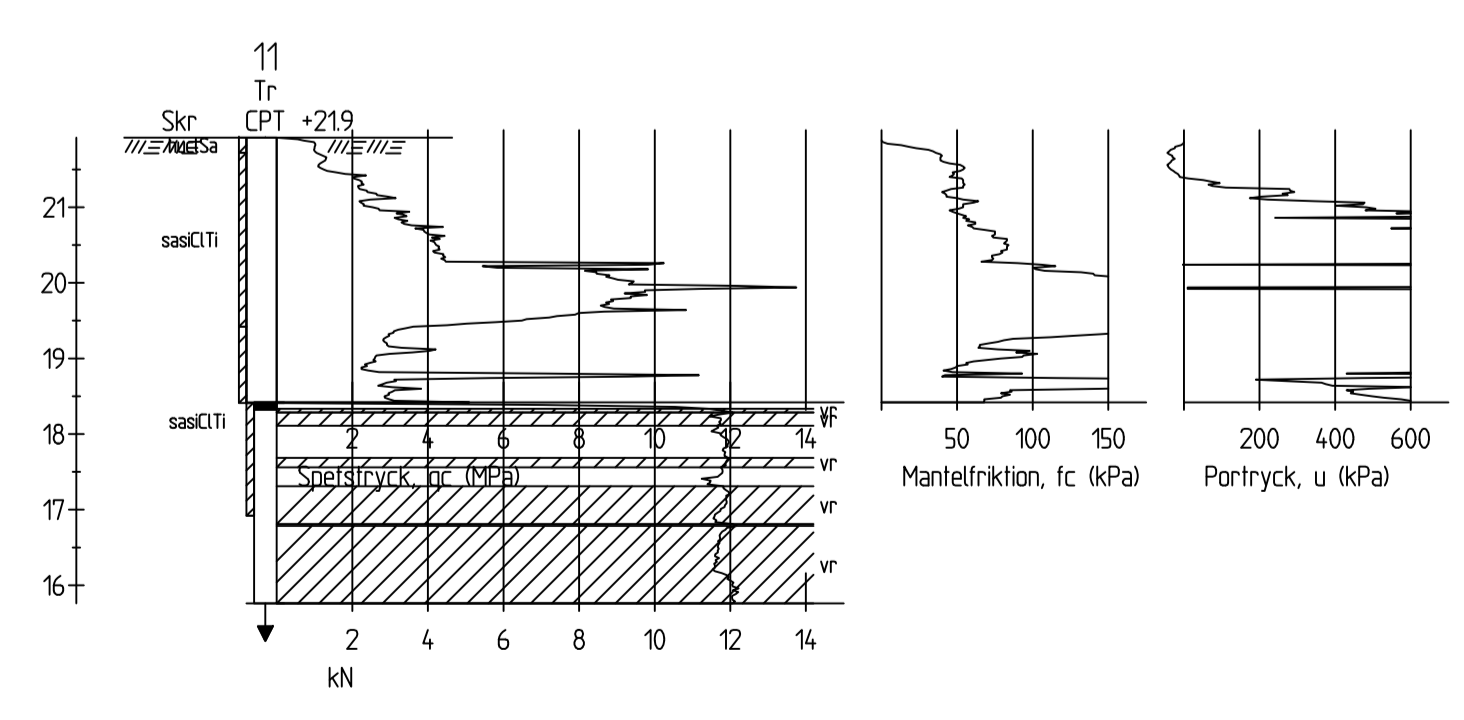 11
Tr
Skr CPT +21.9
sasiClTi
21
20
19
18
17
16
sasiClTi
vr
vr
2 4 6 8 10 12 14
50 100 150
200 400 600
Spetstryck, qc (MPa)
Mantelfriktion, fc (kPa)
Portryck, u (kPa)
vr
vr
vr
2 4 6 8 10 12 14
kN